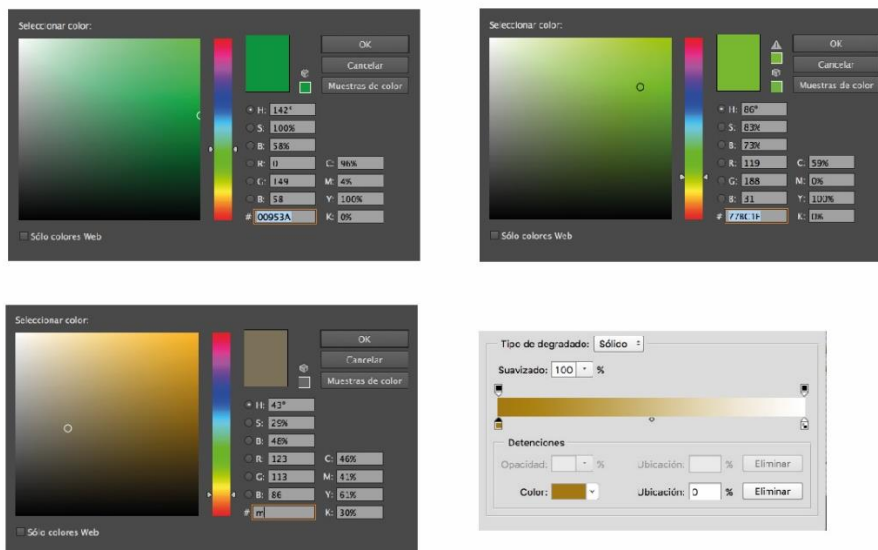 Seleccionar color:
OK
Cancelar
Muestras de color
H: 142°
S: 100%
B: 58%
R: 0 C: 96%
G: 149 M: 4%
B: 58 Y: 100%
# 00953A K: 0%
Sólo colores Web
Seleccionar color:
OK
Cancelar
Muestras de color
H: 86°
S: 83%
B: 73%
R: 119 C: 59%
G: 188 M: 0%
B: 31 Y: 100%
# 77BC1F K: 0%
Sólo colores Web
Seleccionar color:
OK
Cancelar
Muestras de color
H: 43°
S: 29%
B: 48%
R: 123 C: 46%
G: 113 M: 41%
B: 86 Y: 61%
# m K: 30%
Sólo colores Web
Tipo de degradado: Sólido
Suavizado: 100 %
Detenciones
Opacidad: % Ubicación: % Eliminar
Color: Ubicación: 0 % Eliminar